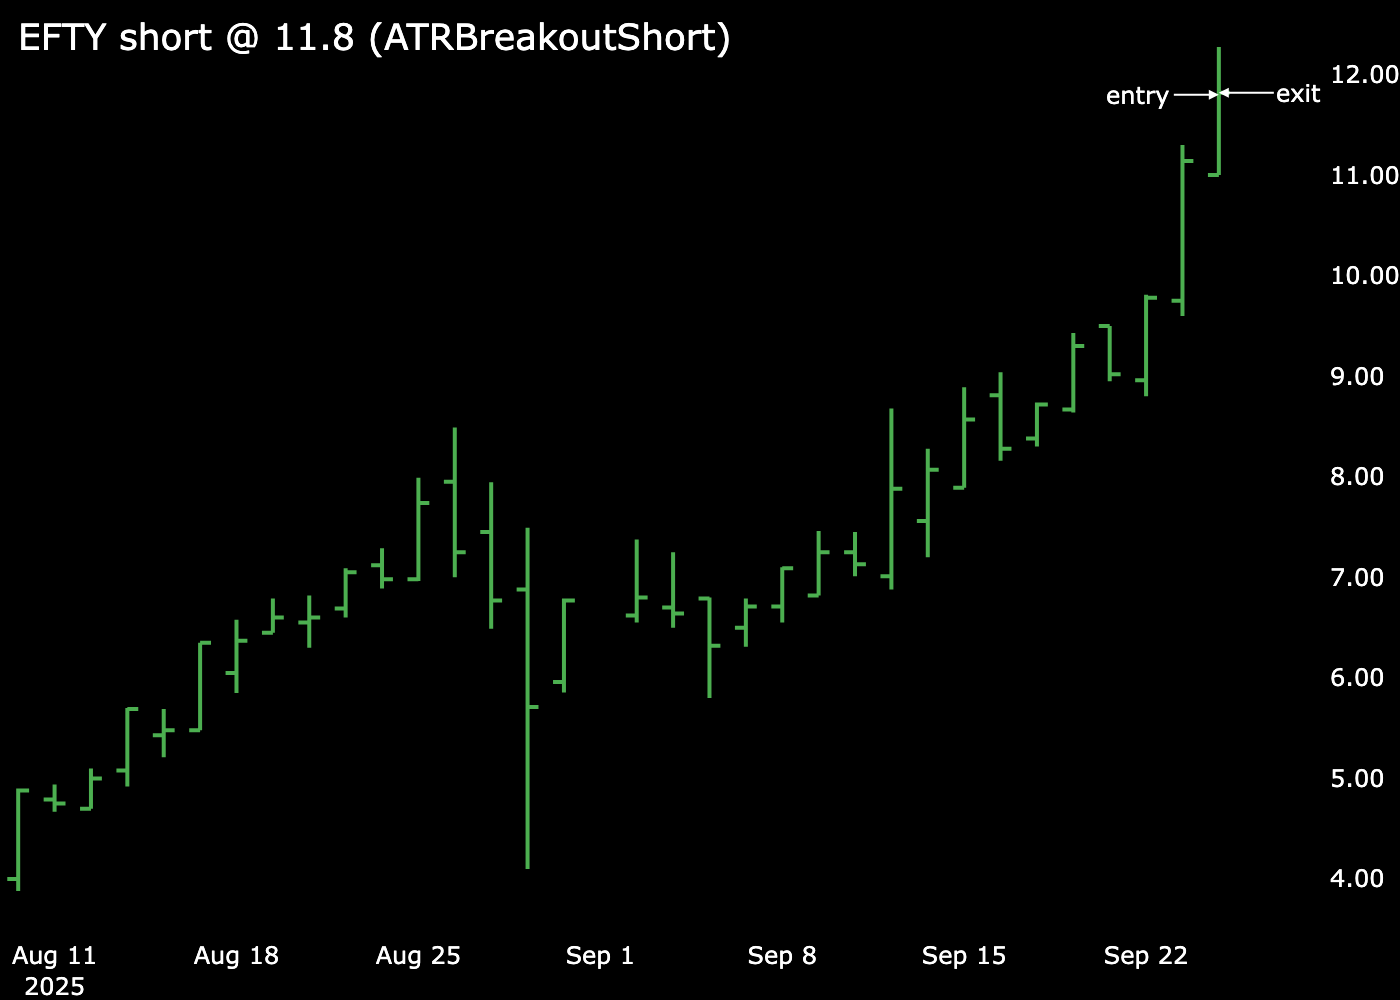 EFTY short @ 11.8 (ATRBreakoutShort)
12.00
entry
exit
11.00
10.00
9.00
8.00
7.00
6.00
5.00
4.00
Aug 11
2025
Aug 18
Aug 25
Sep 1
Sep 8
Sep 15
Sep 22